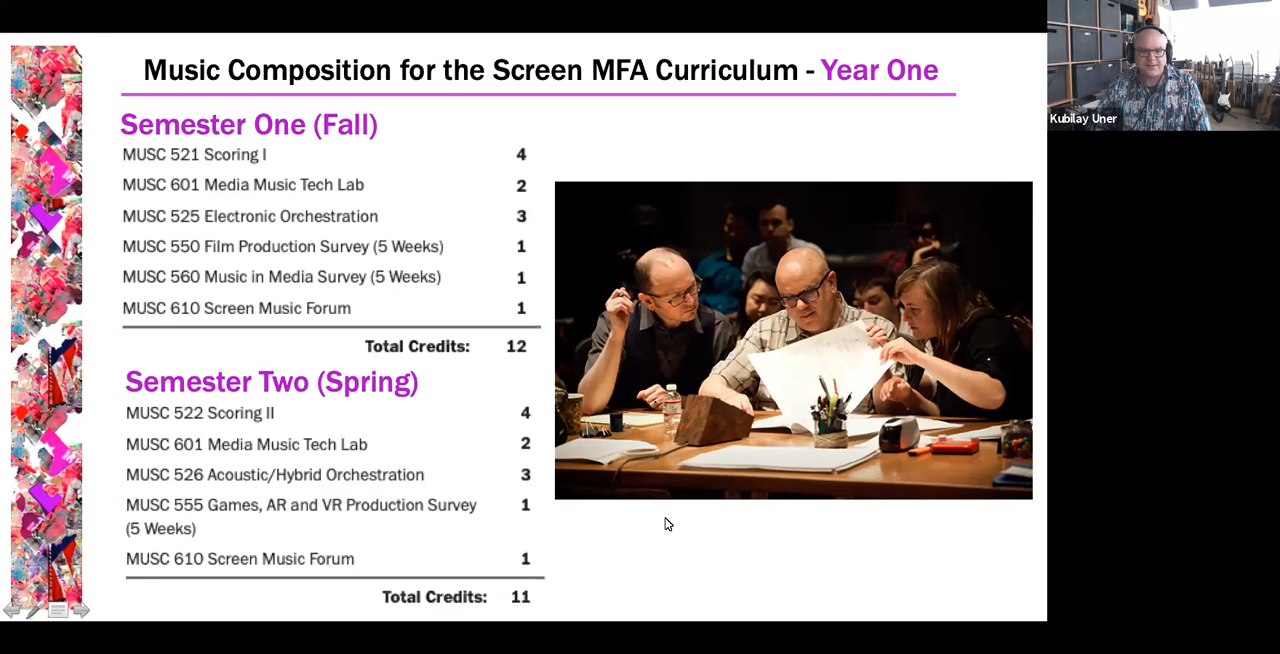 Music Composition for the Screen MFA Curriculum - Year One
Semester One (Fall)
MUSC 521 Scoring I 4
MUSC 601 Media Music Tech Lab 2
MUSC 525 Electronic Orchestration 3
MUSC 550 Film Production Survey (5 Weeks) 1
MUSC 560 Music in Media Survey (5 Weeks) 1
MUSC 610 Screen Music Forum 1
Total Credits: 12
Semester Two (Spring)
MUSC 522 Scoring II 4
MUSC 601 Media Music Tech Lab 2
MUSC 526 Acoustic/Hybrid Orchestration 3
MUSC 555 Games, AR and VR Production Survey 1
(5 Weeks)
MUSC 610 Screen Music Forum 1
Total Credits: 11
Kubilay Uner